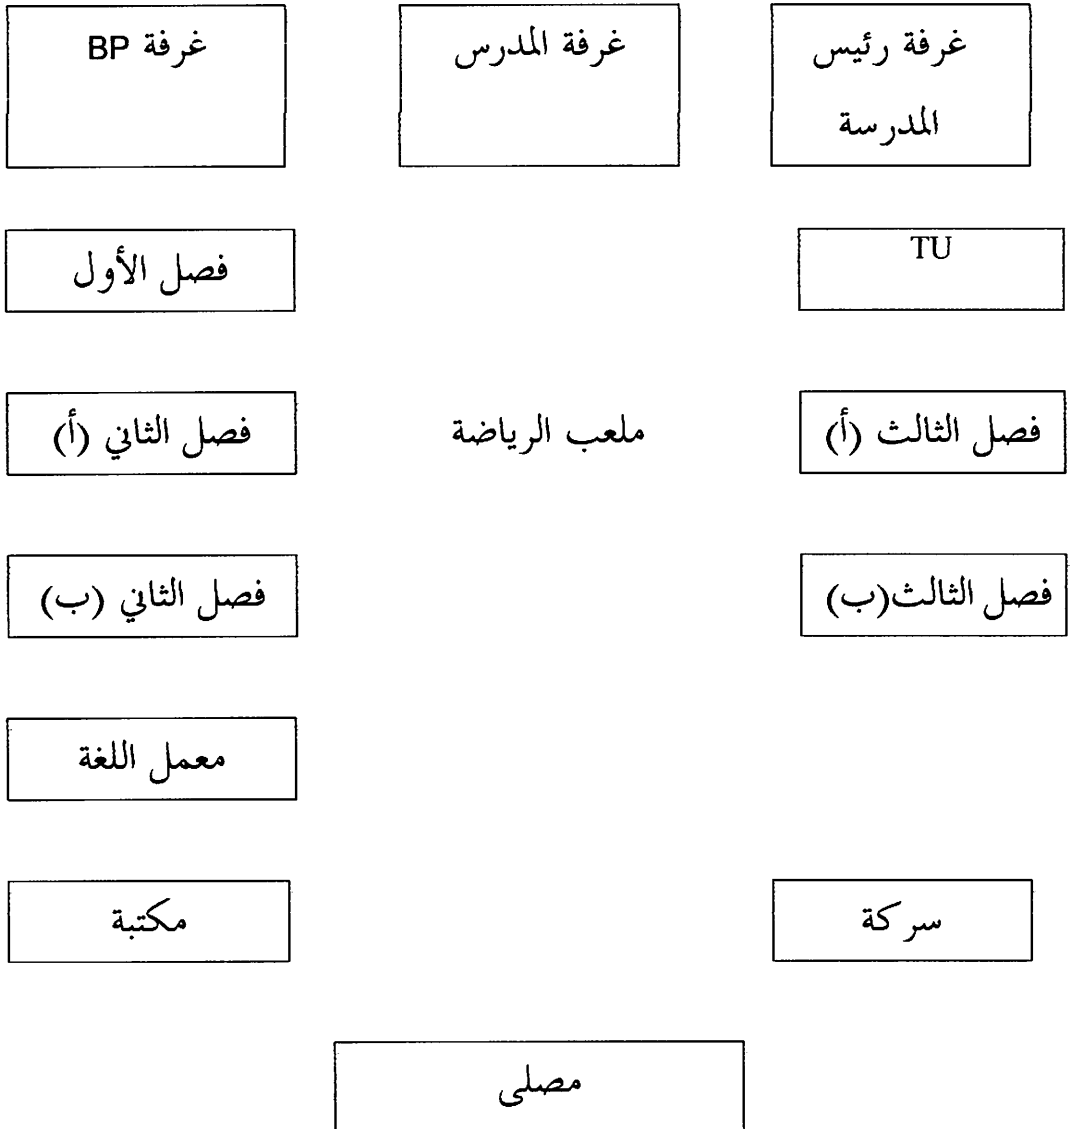 غرفة رئيس
المدرسة
غرفة المدرس
غرفة BP
TU
فصل الأول
فصل الثالث (أ)
ملعب الرياضة
فصل الثاني (أ)
فصل الثالث(ب)
فصل الثاني (ب)
معمل اللغة
سركة
مكتبة
مصلى